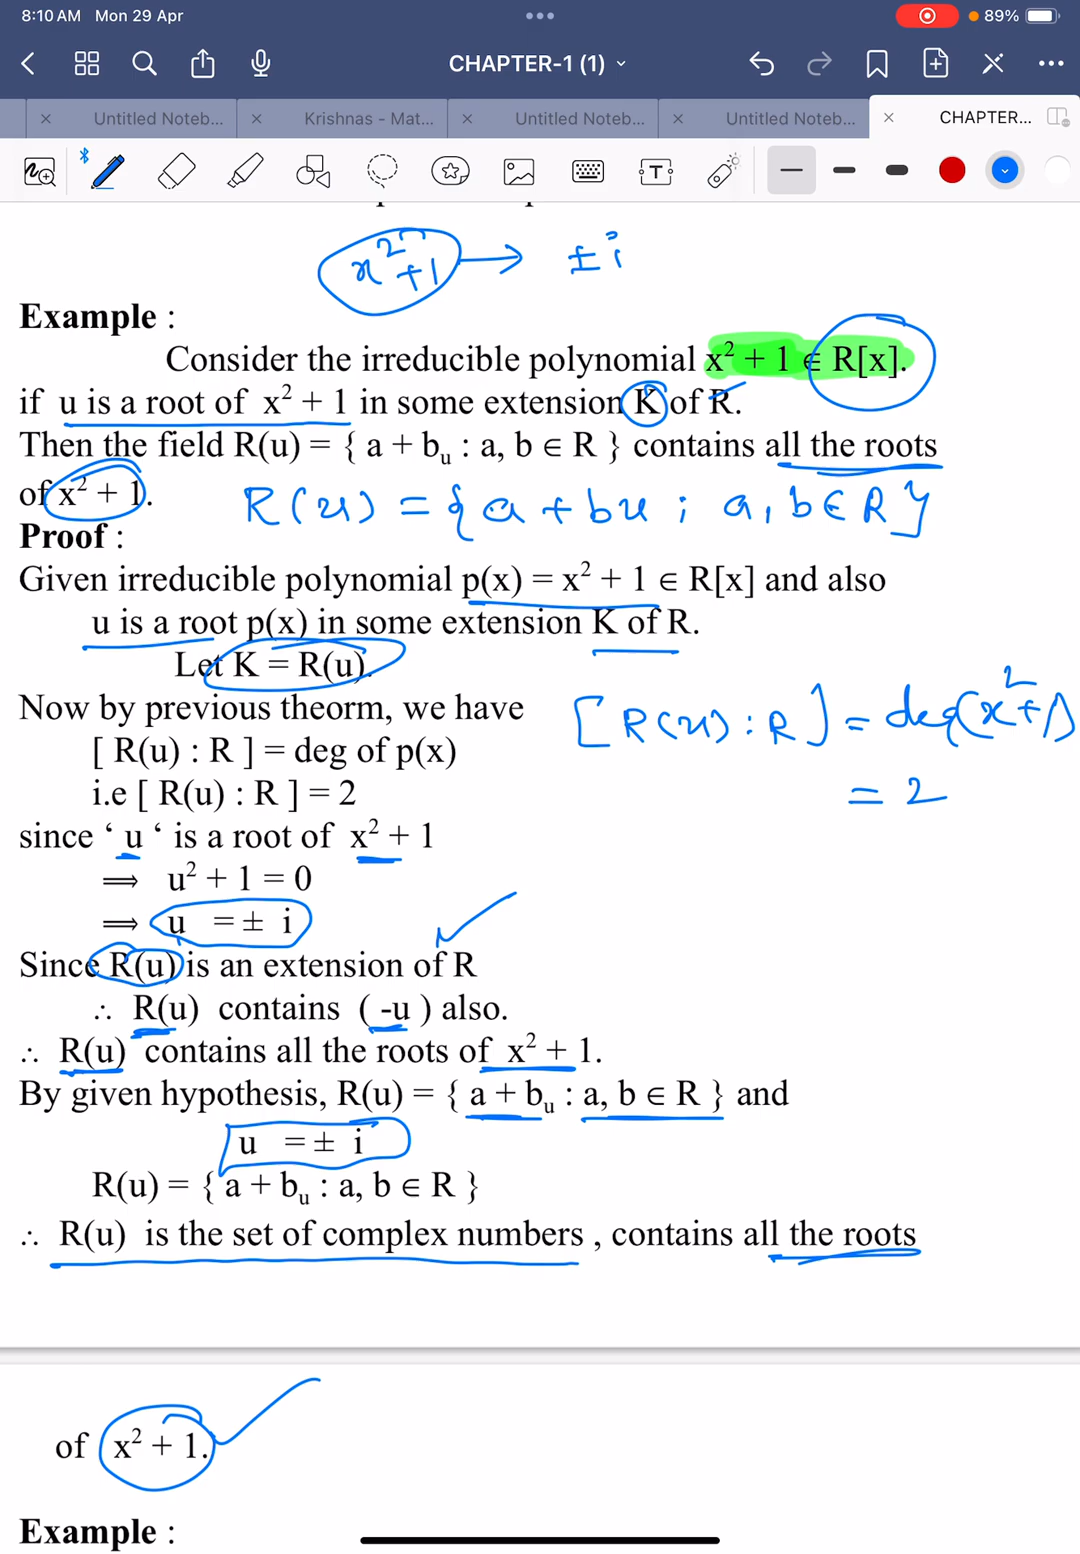 8:10 AM Mon 29 Apr
89%
CHAPTER-1 (1)
Untitled Noteb...
Krishnas - Mat...
Untitled Noteb...
Untitled Noteb...
CHAPTER...
T
x² + 1 → ± i
Example :
Consider the irreducible polynomial x² + 1 ∈ R[x].
if u is a root of x² + 1 in some extension K of R.
Then the field R(u) = { a + bᵤ : a, b ∈ R } contains all the roots
of x² + 1.
R(u) = { a + bu ; a, b ∈ R }
Proof :
Given irreducible polynomial p(x) = x² + 1 ∈ R[x] and also
u is a root p(x) in some extension K of R.
Let K = R(u).
Now by previous theorm, we have
[ R(u) : R ] = deg(x²+1)
[ R(u) : R ] = deg of p(x)
i.e [ R(u) : R ] = 2
= 2
since ‘ u ‘ is a root of x² + 1
⟹ u² + 1 = 0
⟹ u = ± i
Since R(u) is an extension of R
∴ R(u) contains ( -u ) also.
∴ R(u) contains all the roots of x² + 1.
By given hypothesis, R(u) = { a + bᵤ : a, b ∈ R } and
u = ± i
R(u) = { a + bᵤ : a, b ∈ R }
∴ R(u) is the set of complex numbers , contains all the roots
of x² + 1.
Example :